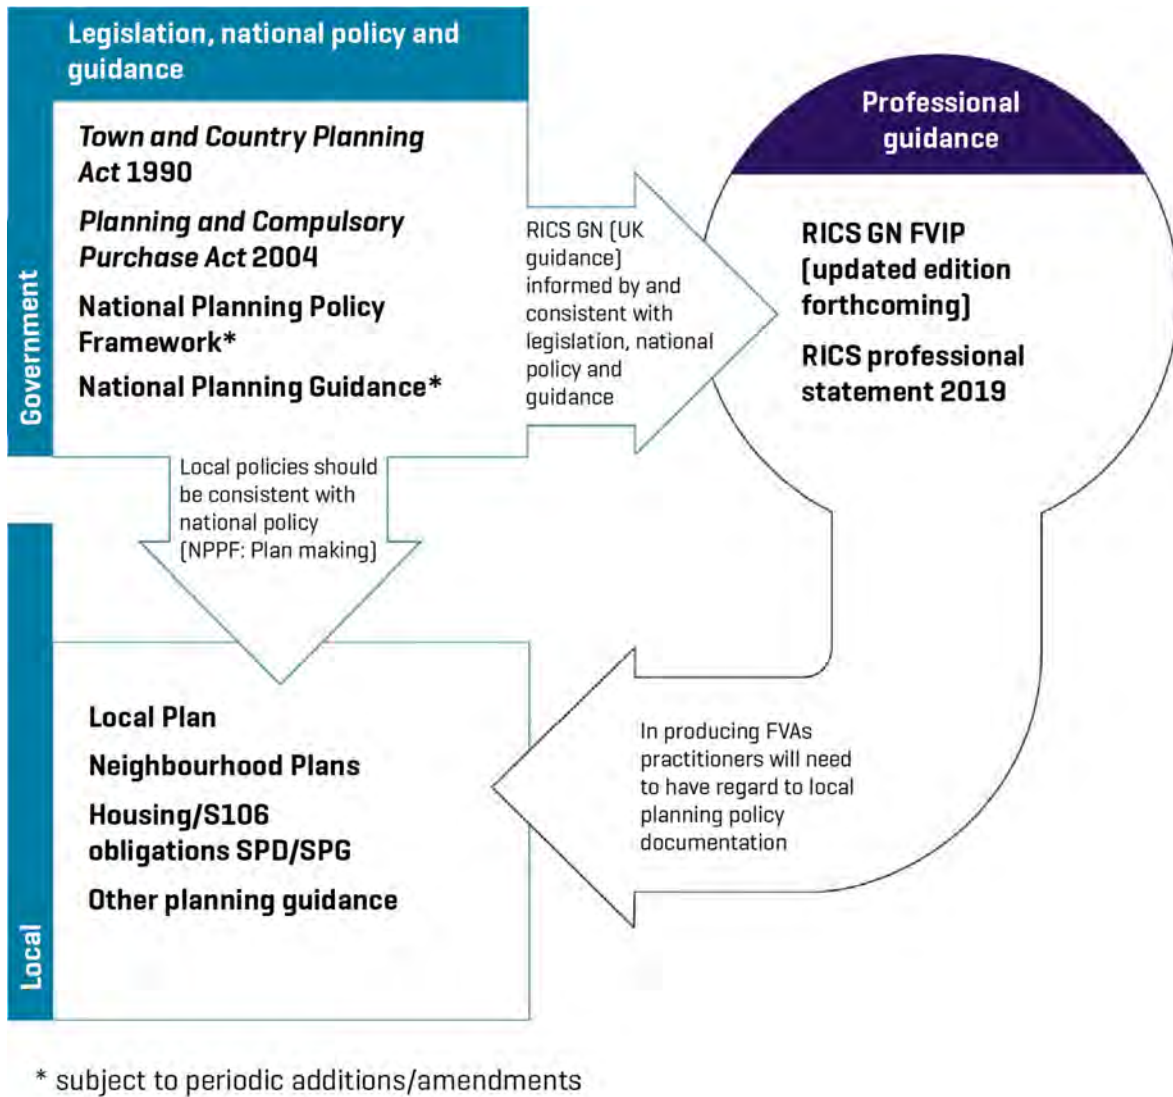 Legislation, national policy and
guidance
Government
Town and Country Planning
Act 1990
Planning and Compulsory
Purchase Act 2004
National Planning Policy
Framework*
National Planning Guidance*
RICS GN (UK
guidance)
informed by and
consistent with
legislation, national
policy and
guidance
Professional
guidance
RICS GN FVIP
(updated edition
forthcoming)
RICS professional
statement 2019
Local policies should
be consistent with
national policy
(NPPF: Plan making)
Local
Local Plan
Neighbourhood Plans
Housing/S106
obligations SPD/SPG
Other planning guidance
In producing FVAs
practitioners will need
to have regard to local
planning policy
documentation
* subject to periodic additions/amendments